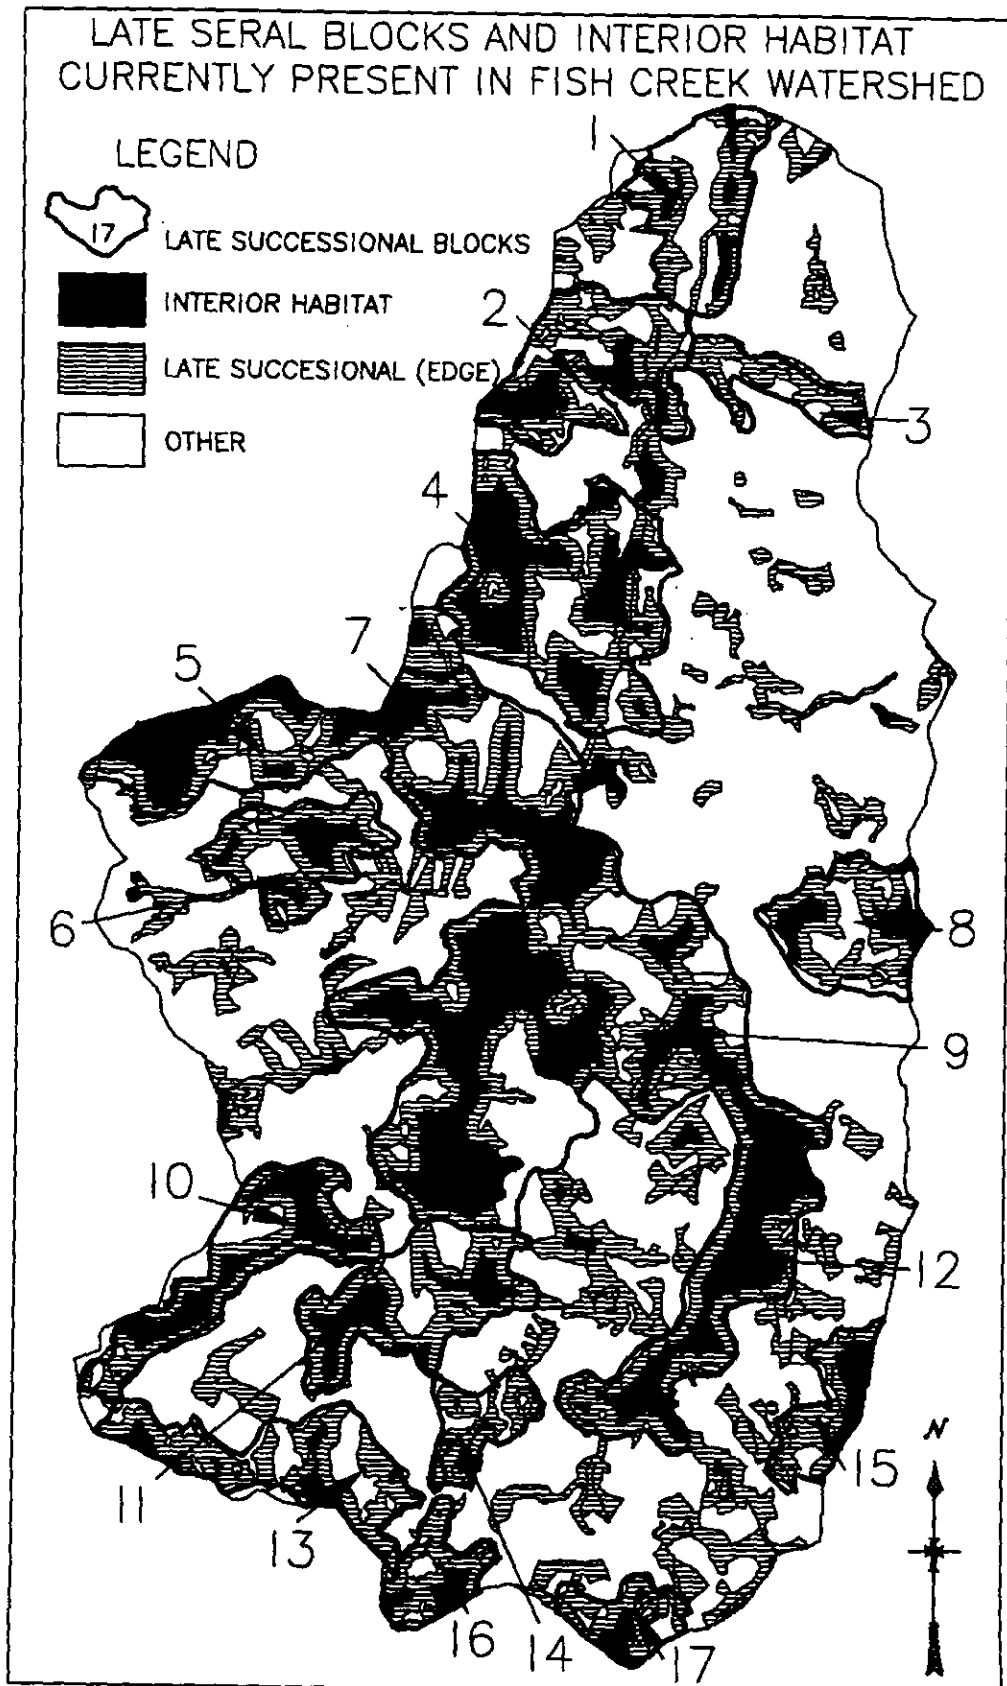 LATE SERAL BLOCKS AND INTERIOR HABITAT
CURRENTLY PRESENT IN FISH CREEK WATERSHED
LEGEND
17 LATE SUCCESSIONAL BLOCKS
INTERIOR HABITAT
LATE SUCCESIONAL (EDGE)
OTHER
1
2
3
4
7
5
6
8
9
10
12
N
15
11
13
16
14
17